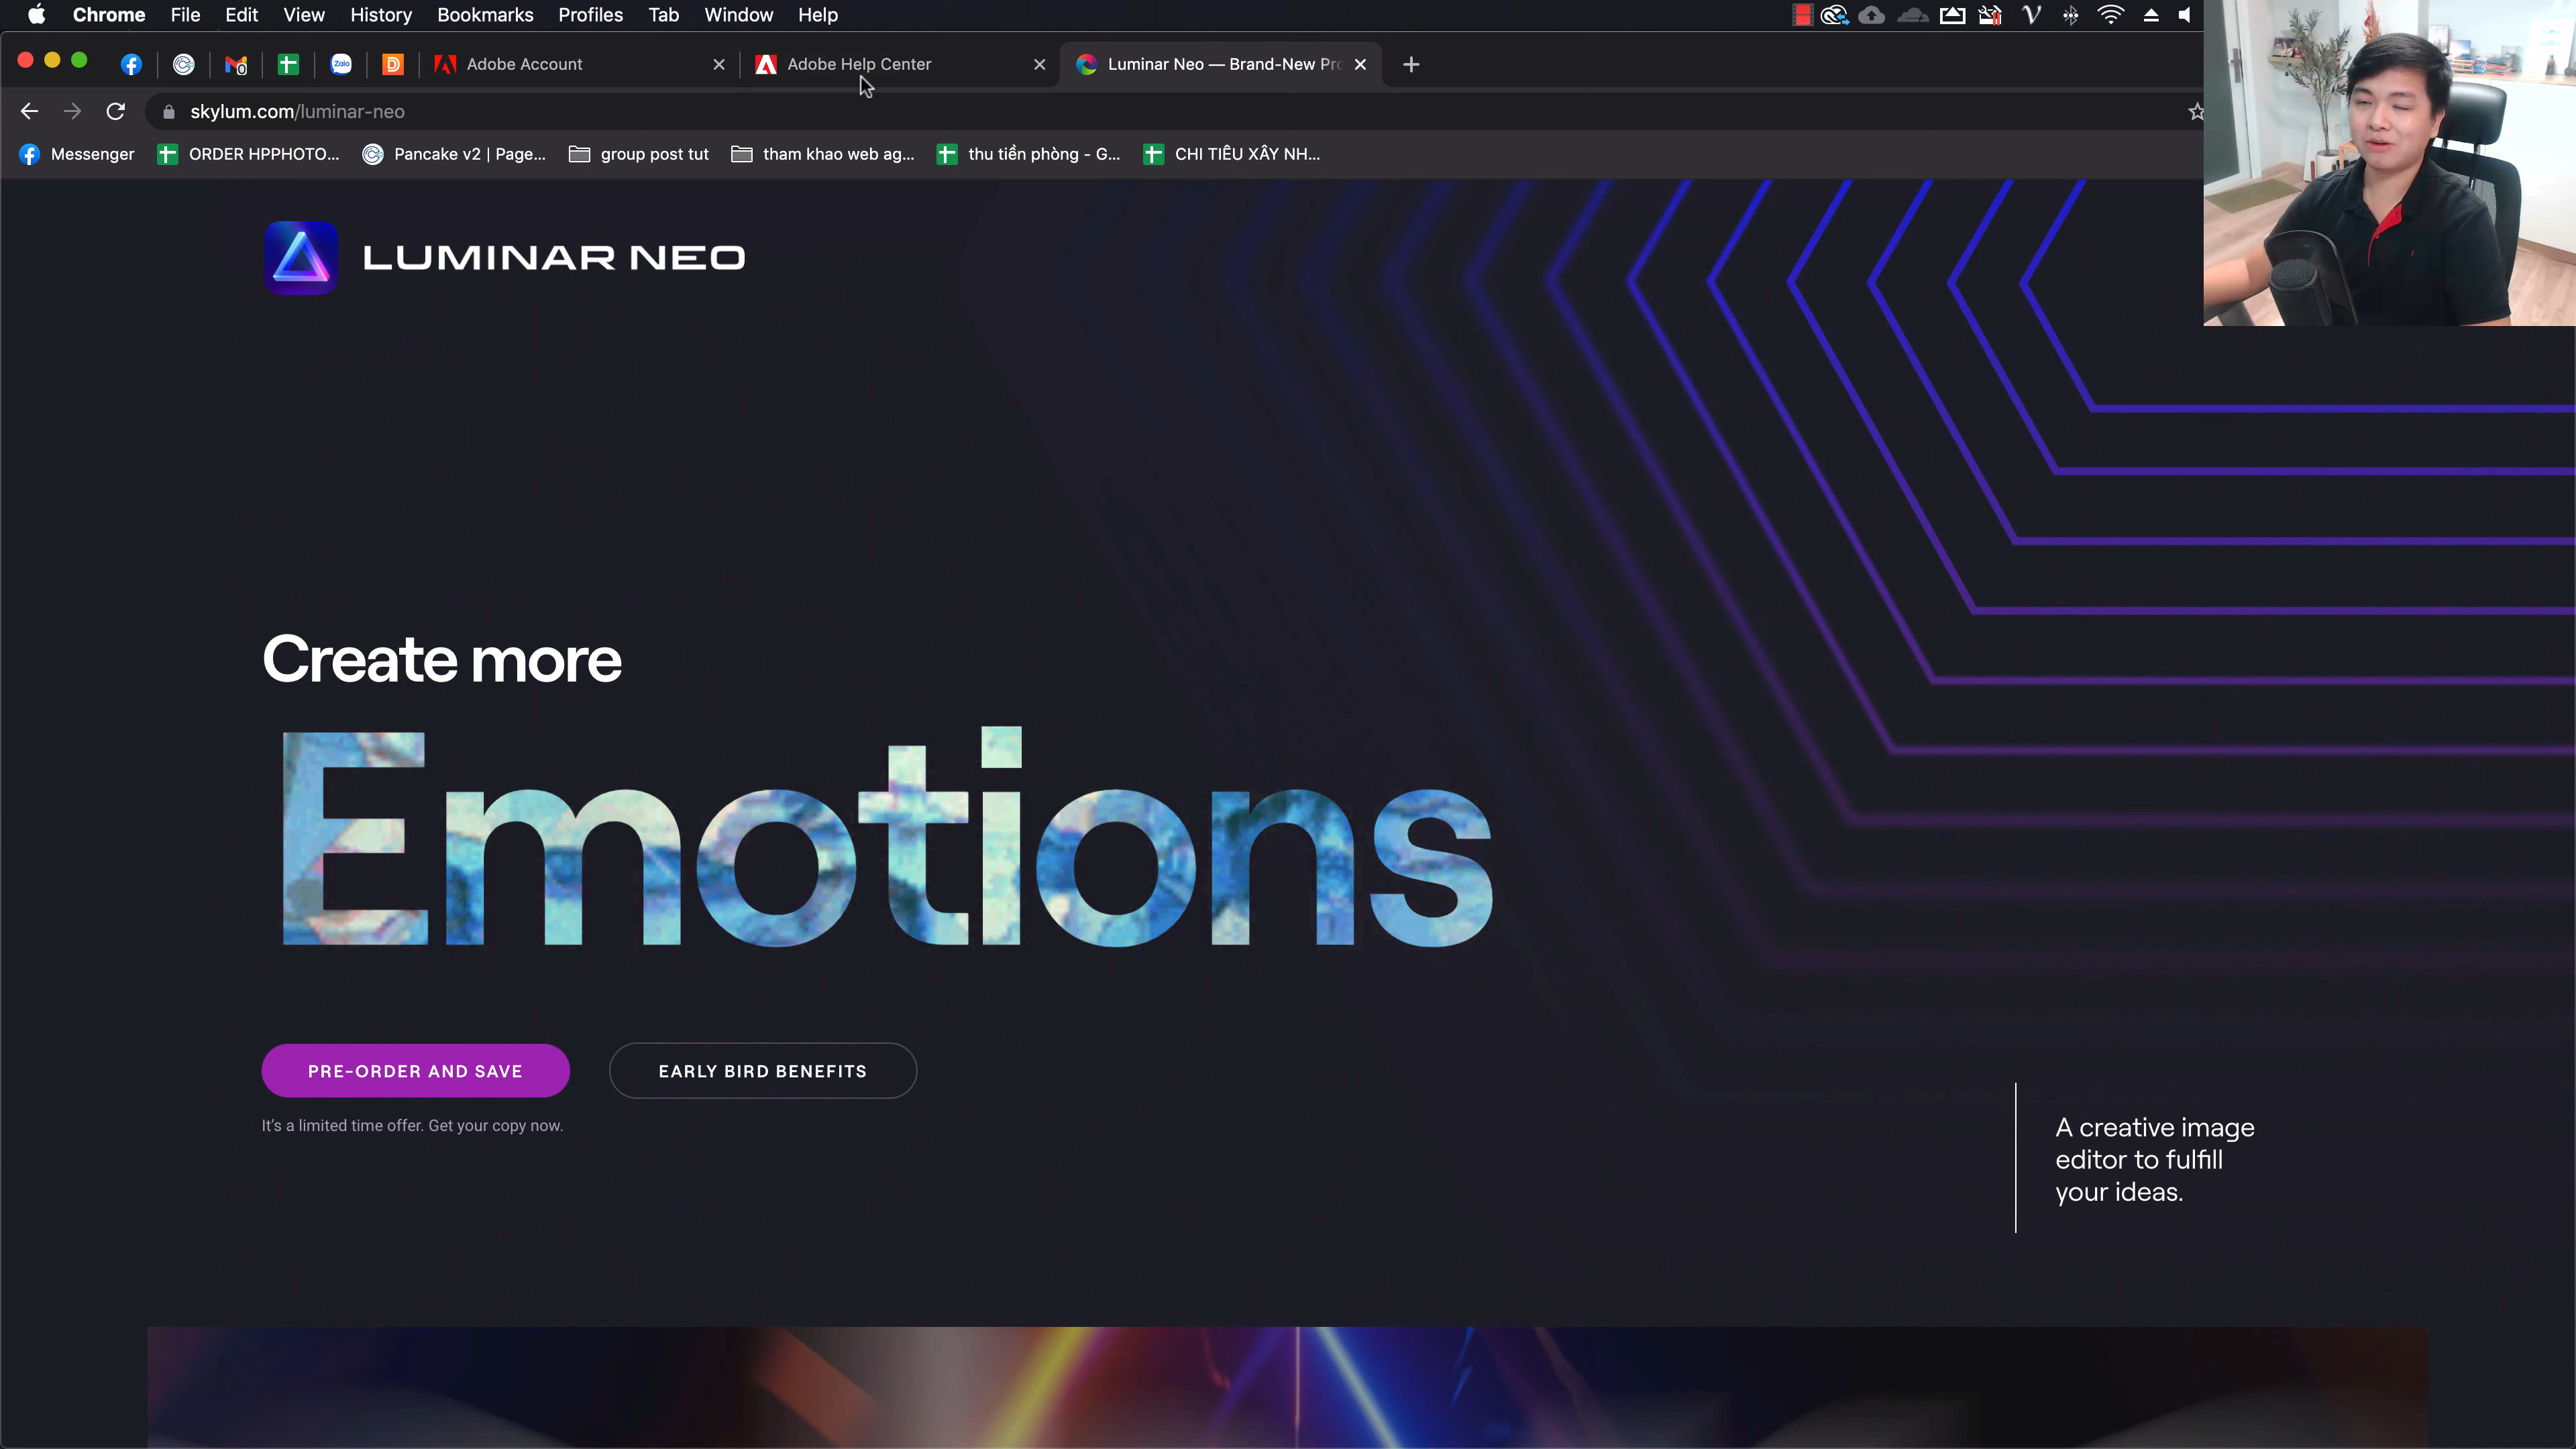 Chrome File Edit View History Bookmarks Profiles Tab Window Help
Adobe Account
Adobe Help Center
Luminar Neo — Brand-New Pro
skylum.com/luminar-neo
Messenger
ORDER HPPHOTO...
Pancake v2 | Page...
group post tut
tham khao web ag...
thu tiền phòng - G...
CHI TIÊU XÂY NH...
LUMINAR NEO
Create more
Emotions
PRE-ORDER AND SAVE
EARLY BIRD BENEFITS
It's a limited time offer. Get your copy now.
A creative image
editor to fulfill
your ideas.